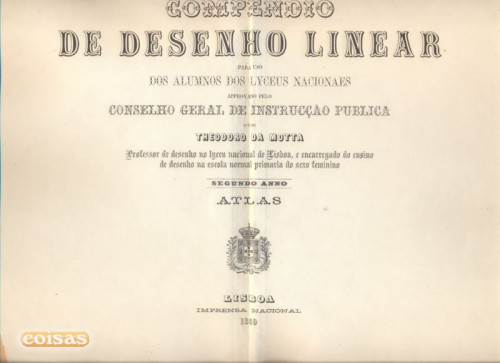 COMPENDIO
DE DESENHO LINEAR
PARA USO
DOS ALUMNOS DOS LYCEUS NACIONAES
APPROVADO PELO
CONSELHO GERAL DE INSTRUCÇÃO PUBLICA
POR
THEODORO DA MOTTA
Professor de desenho no lyceu nacional de Lisboa, e encarregado do ensino
de desenho na escola normal primaria do sexo feminino
SEGUNDO ANNO
ATLAS
LISBOA
IMPRENSA NACIONAL
coisas